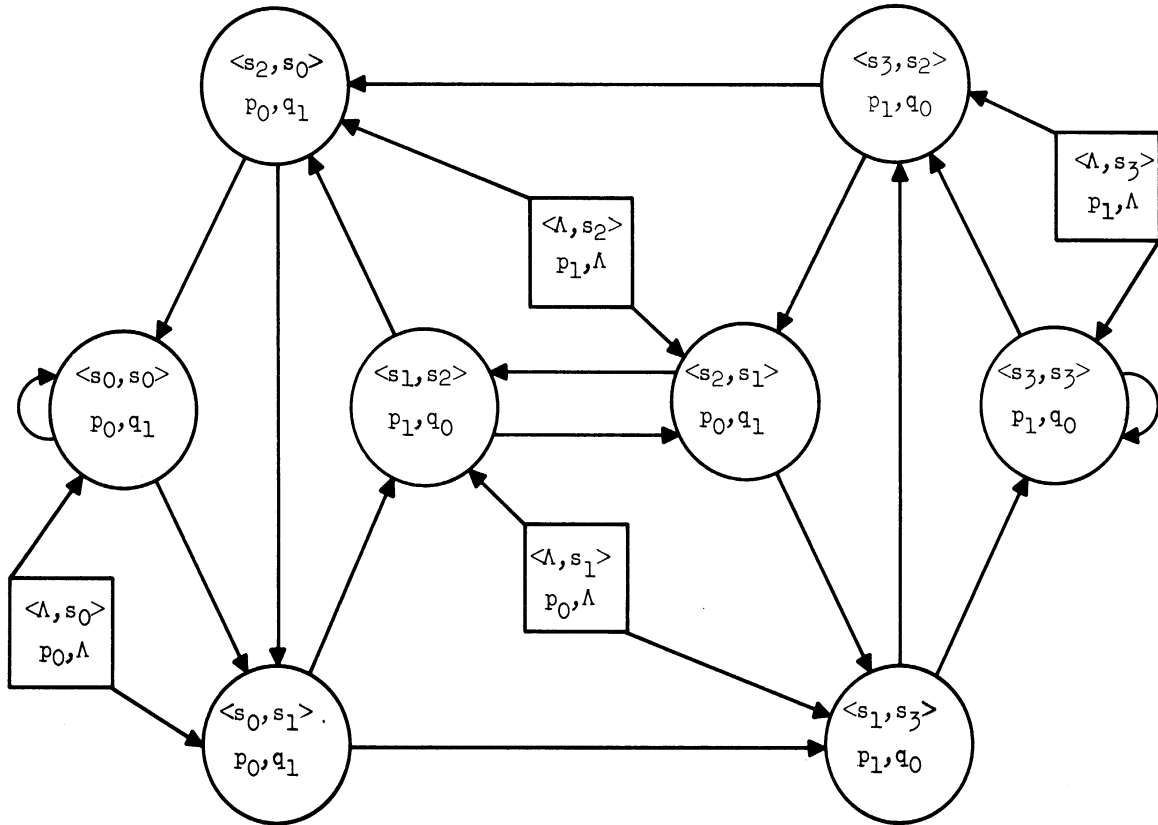 <s₂,s₀>
p₀,q₁
<s₃,s₂>
p₁,q₀
<Λ,s₃>
p₁,Λ
<Λ,s₂>
p₁,Λ
<s₀,s₀>
p₀,q₁
<s₁,s₂>
p₁,q₀
<s₂,s₁>
p₀,q₁
<s₃,s₃>
p₁,q₀
<Λ,s₁>
p₀,Λ
<Λ,s₀>
p₀,Λ
<s₀,s₁>
p₀,q₁
<s₁,s₃>
p₁,q₀